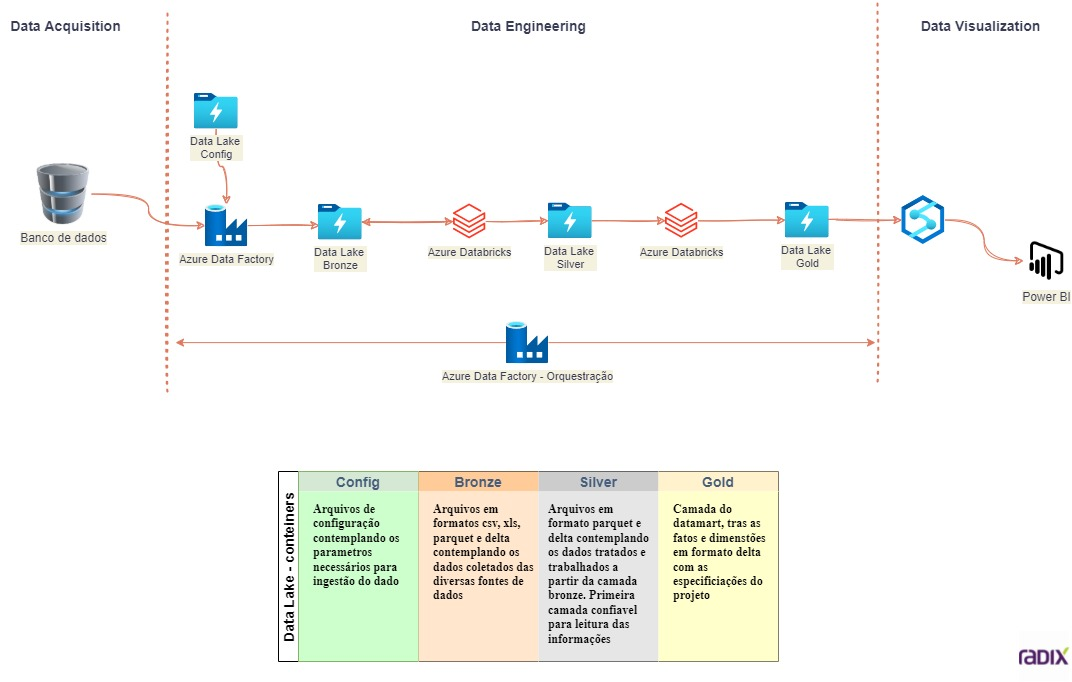 Data Acquisition
Data Engineering
Data Visualization
Data Lake
Config
Banco de dados
Azure Data Factory
Data Lake
Bronze
Azure Databricks
Data Lake
Silver
Azure Databricks
Data Lake
Gold
Power BI
Azure Data Factory - Orquestração
Data Lake - conteiners
Config
Arquivos de
configuração
contemplando os
parametros
necessários para
ingestão do dado
Bronze
Arquivos em
formatos csv, xls,
parquet e delta
contemplando os
dados coletados das
diversas fontes de
dados
Silver
Arquivos em
formato parquet e
delta contemplando
os dados tratados e
trabalhados a
partir da camada
bronze. Primeira
camada confiavel
para leitura das
informações
Gold
Camada do
datamart, tras as
fatos e dimenstões
em formato delta
com as
especificiações do
projeto
radix